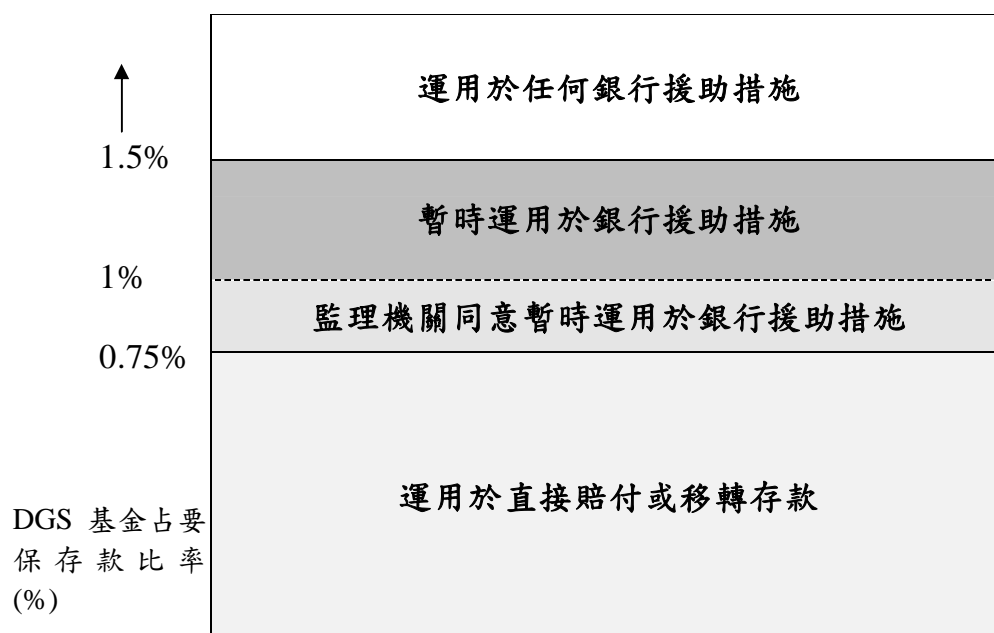 運用於任何銀行援助措施
1.5%
暫時運用於銀行援助措施
1%
監理機關同意暫時運用於銀行援助措施
0.75%
運用於直接賠付或移轉存款
DGS 基金占要
保存款比率
(%)